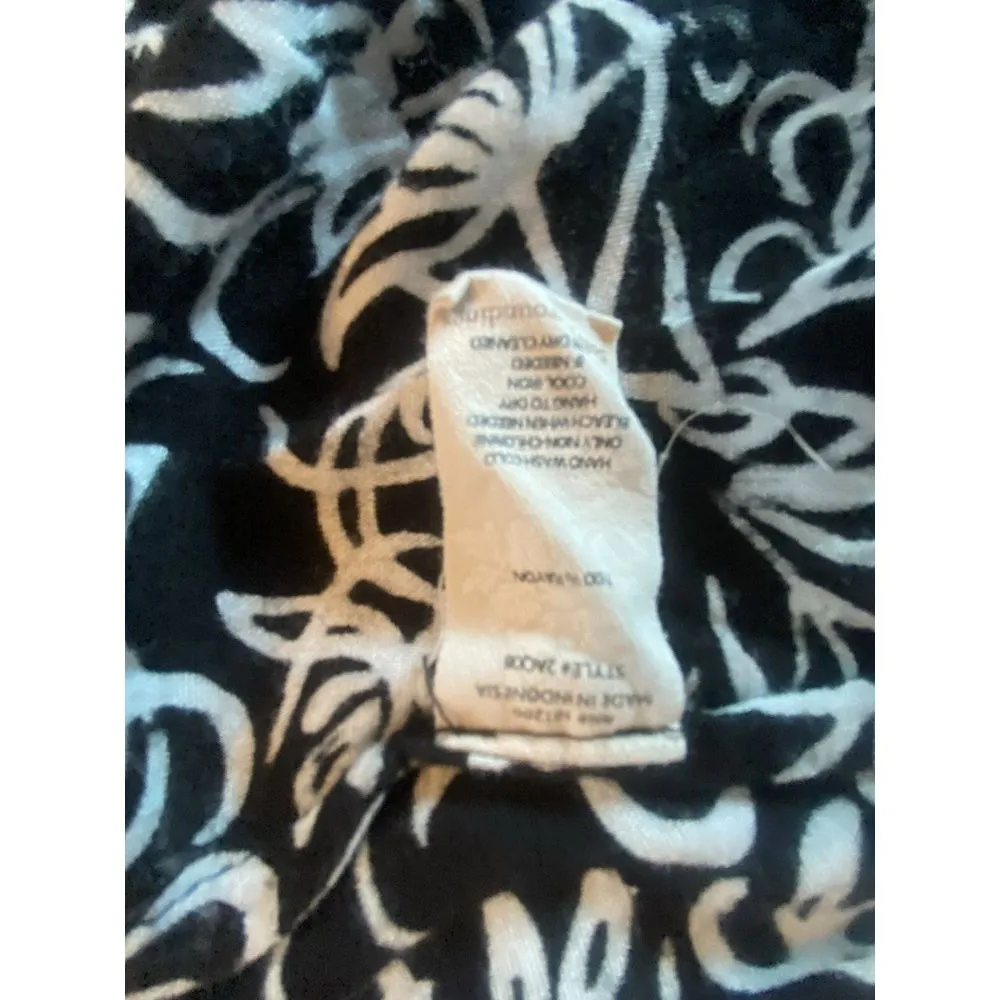 MADE IN INDONESIA
STYLE# 2AQ08
100 % RAYON
HAND WASH COLD
ONLY NON-CHLORINE
BLEACH WHEN NEEDED
HANG TO DRY
COOL IRON
IF NEEDED
DRY CLEANED